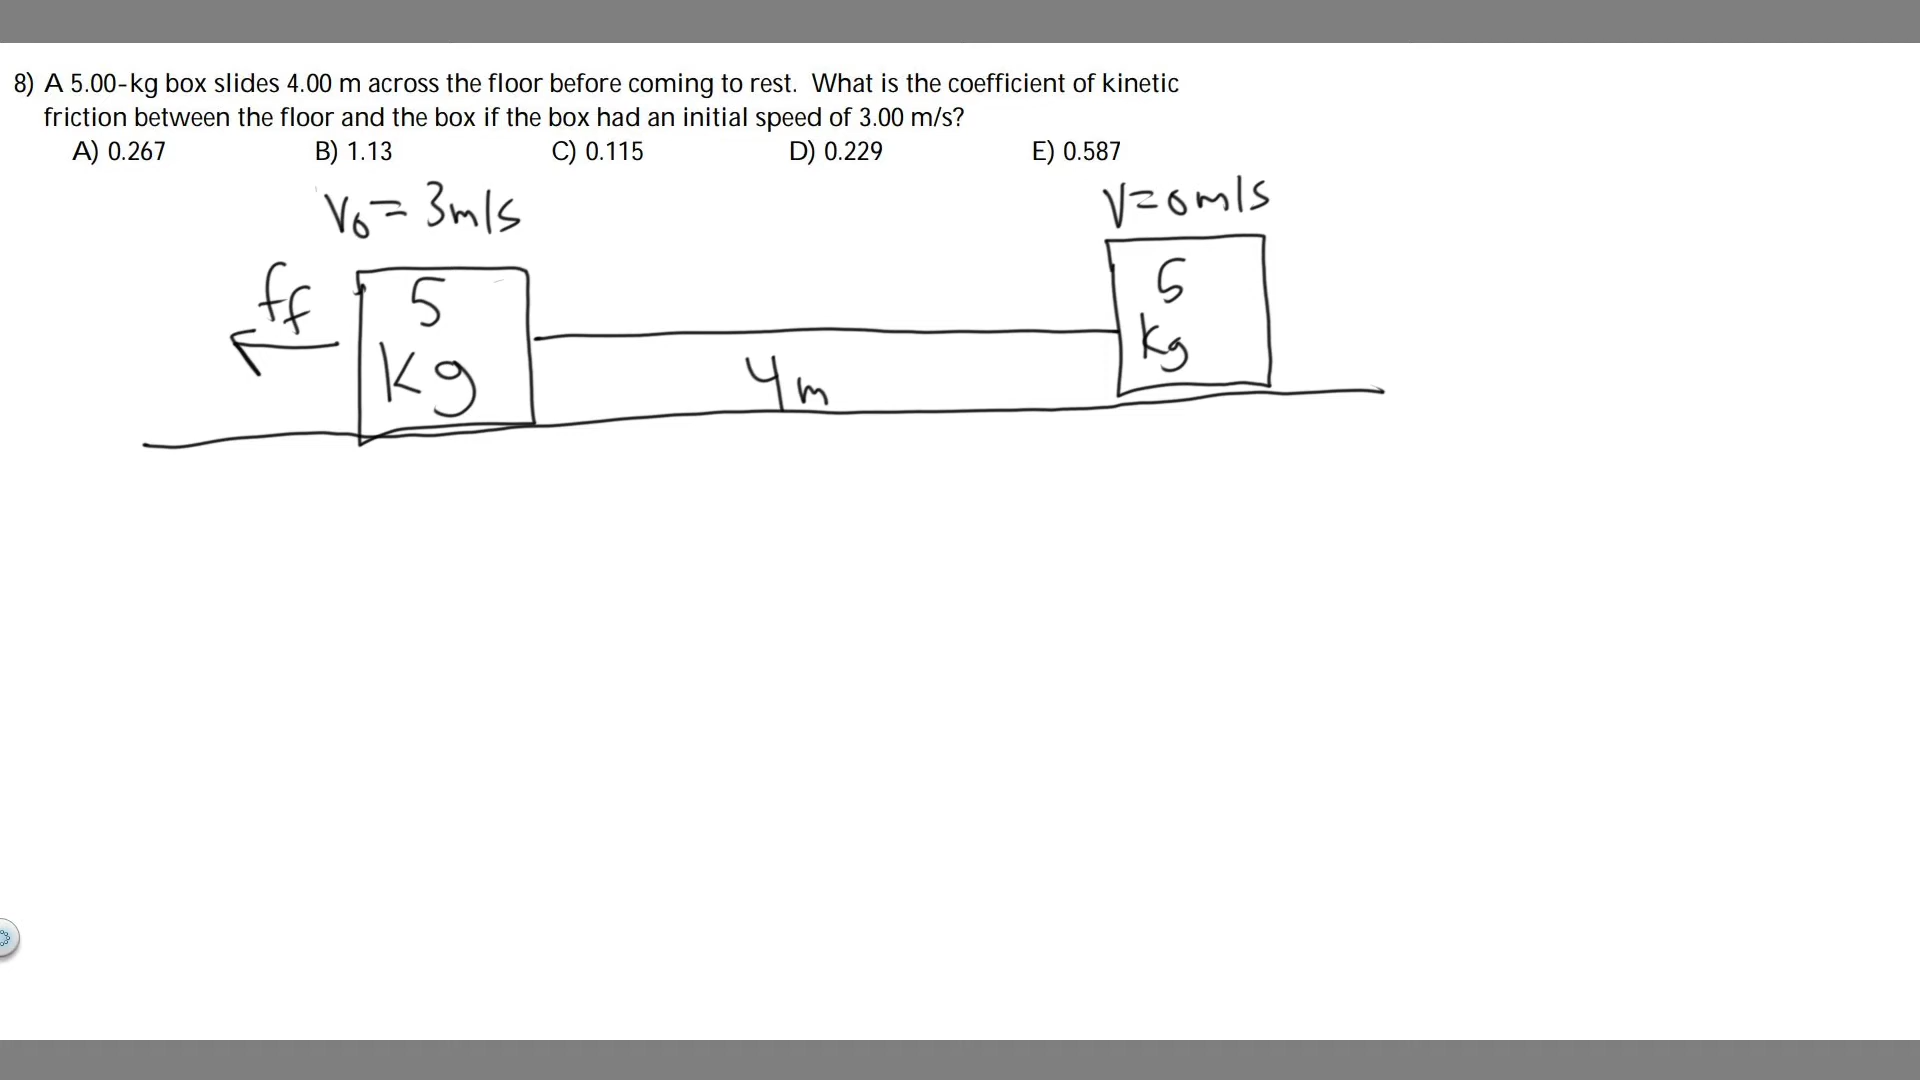 8) A 5.00-kg box slides 4.00 m across the floor before coming to rest. What is the coefficient of kinetic
friction between the floor and the box if the box had an initial speed of 3.00 m/s?
A) 0.267 B) 1.13 C) 0.115 D) 0.229 E) 0.587
V₀ = 3m/s
V=0m/s
ff
5
kg
4m
5
kg